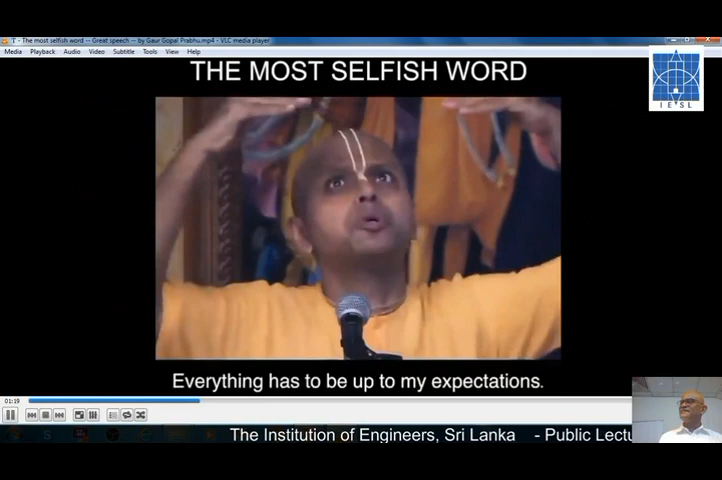 T - The most selfish word -- Great speech -- by Gaur Gopal Prabhu.mp4 - VLC media player
Media Playback Audio Video Subtitle Tools View Help
THE MOST SELFISH WORD
IESL
Everything has to be up to my expectations.
01:19
The Institution of Engineers, Sri Lanka - Public Lectu